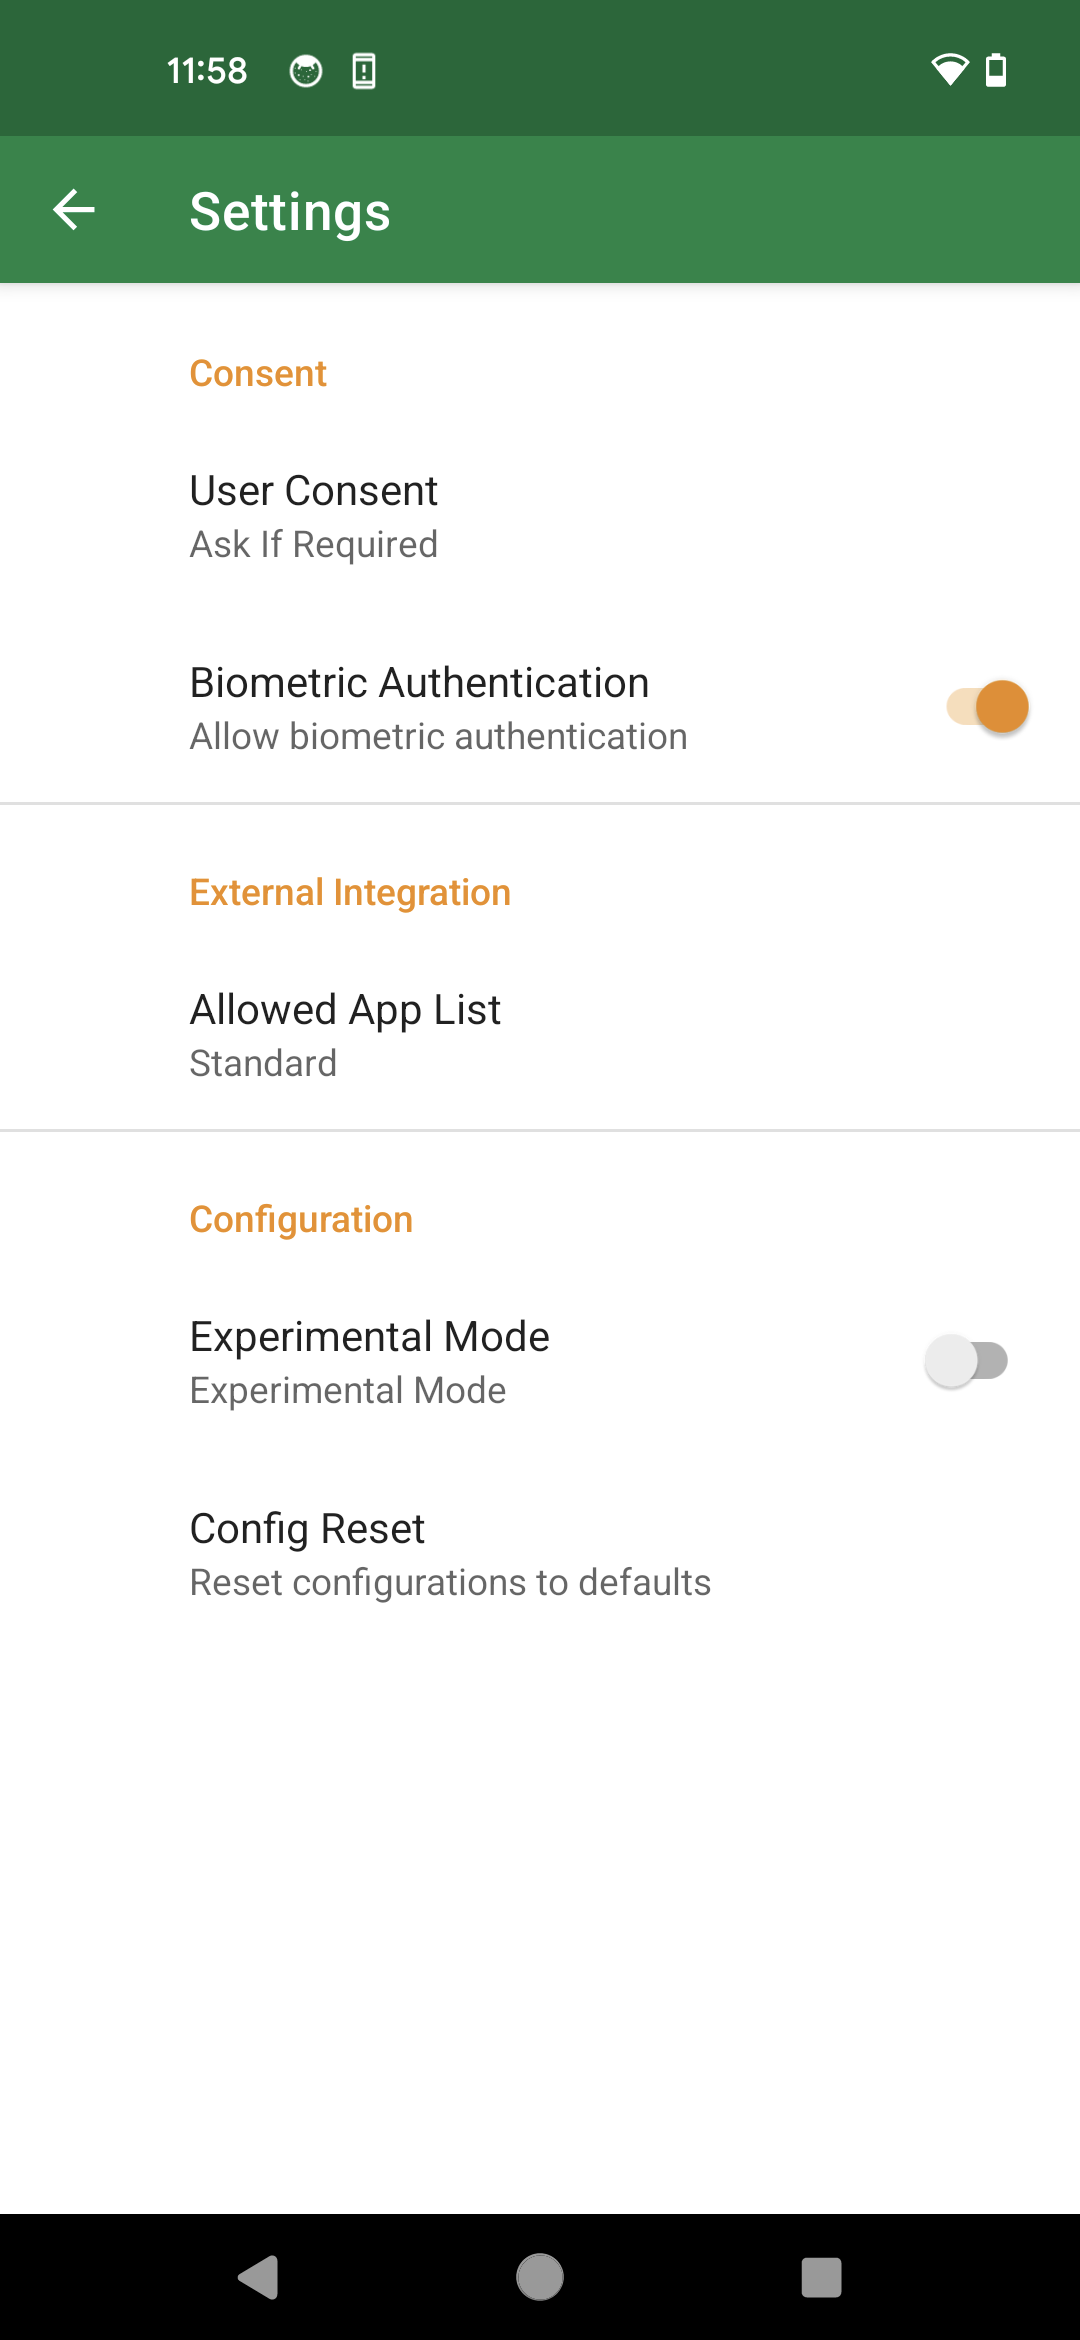 11:58
Settings
Consent
User Consent
Ask If Required
Biometric Authentication
Allow biometric authentication
External Integration
Allowed App List
Standard
Configuration
Experimental Mode
Experimental Mode
Config Reset
Reset configurations to defaults